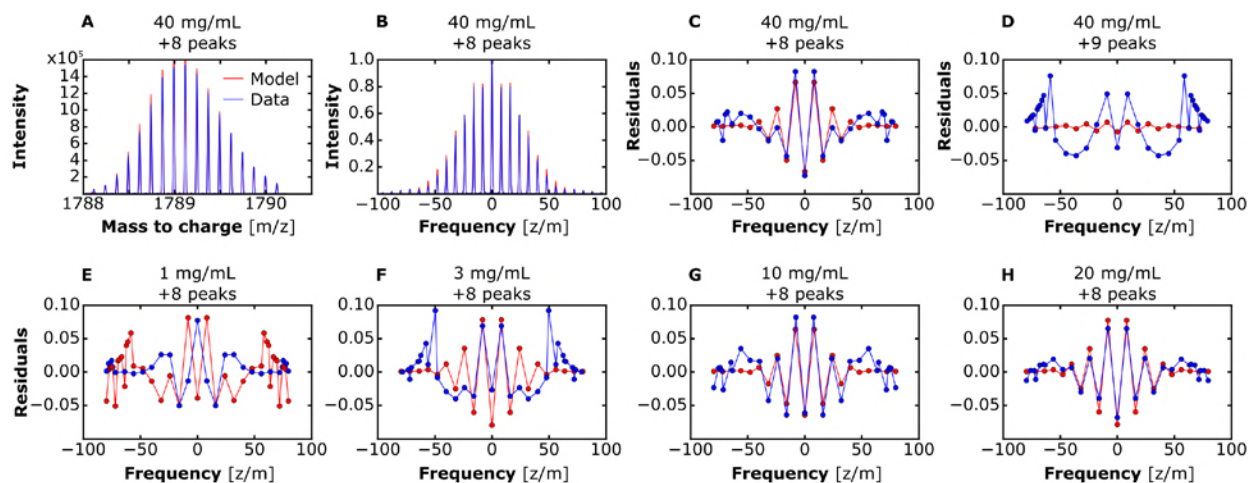 A
40 mg/mL
+8 peaks
×10⁵
14
12
10
8
6
4
2
Intensity
Model
Data
1788
1789
1790
Mass to charge [m/z]
B
40 mg/mL
+8 peaks
1.0
0.8
0.6
0.4
0.2
Intensity
−100
−50
0
50
100
Frequency [z/m]
C
40 mg/mL
+8 peaks
0.10
0.05
0.00
−0.05
Residuals
−100
−50
0
50
100
Frequency [z/m]
D
40 mg/mL
+9 peaks
0.10
0.05
0.00
−0.05
Residuals
−100
−50
0
50
100
Frequency [z/m]
E
1 mg/mL
+8 peaks
0.10
0.05
0.00
−0.05
Residuals
−100
−50
0
50
100
Frequency [z/m]
F
3 mg/mL
+8 peaks
0.10
0.05
0.00
−0.05
−100
−50
0
50
100
Frequency [z/m]
G
10 mg/mL
+8 peaks
0.10
0.05
0.00
−0.05
−100
−50
0
50
100
Frequency [z/m]
H
20 mg/mL
+8 peaks
0.10
0.05
0.00
−0.05
−100
−50
0
50
100
Frequency [z/m]